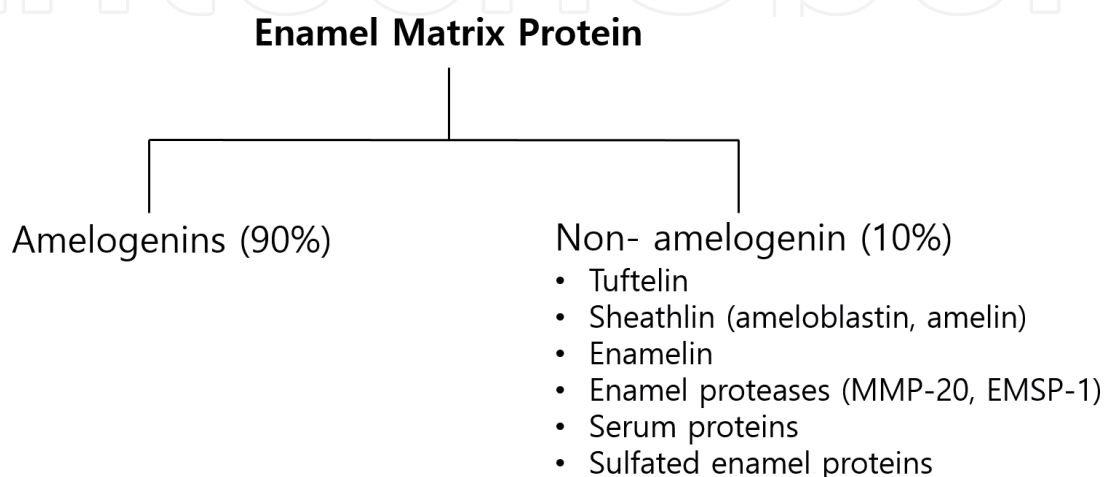 Enamel Matrix Protein
Amelogenins (90%)
Non- amelogenin (10%)
• Tuftelin
• Sheathlin (ameloblastin, amelin)
• Enamelin
• Enamel proteases (MMP-20, EMSP-1)
• Serum proteins
• Sulfated enamel proteins